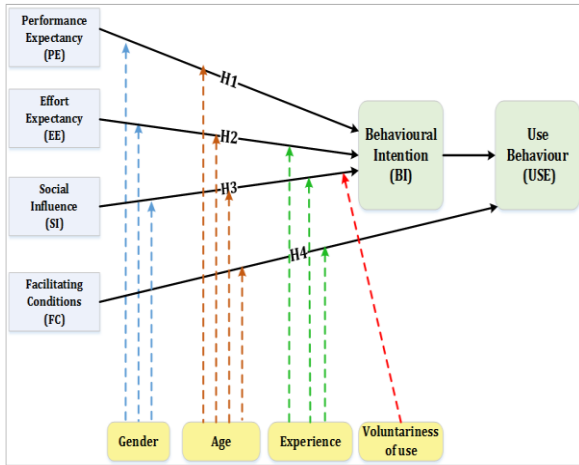 Performance
Expectancy
(PE)
H1
Effort
Expectancy
(EE)
H2
Behavioural
Intention
(BI)
Use
Behaviour
(USE)
Social
Influence
(SI)
H3
Facilitating
Conditions
(FC)
H4
Gender
Age
Experience
Voluntariness
of use